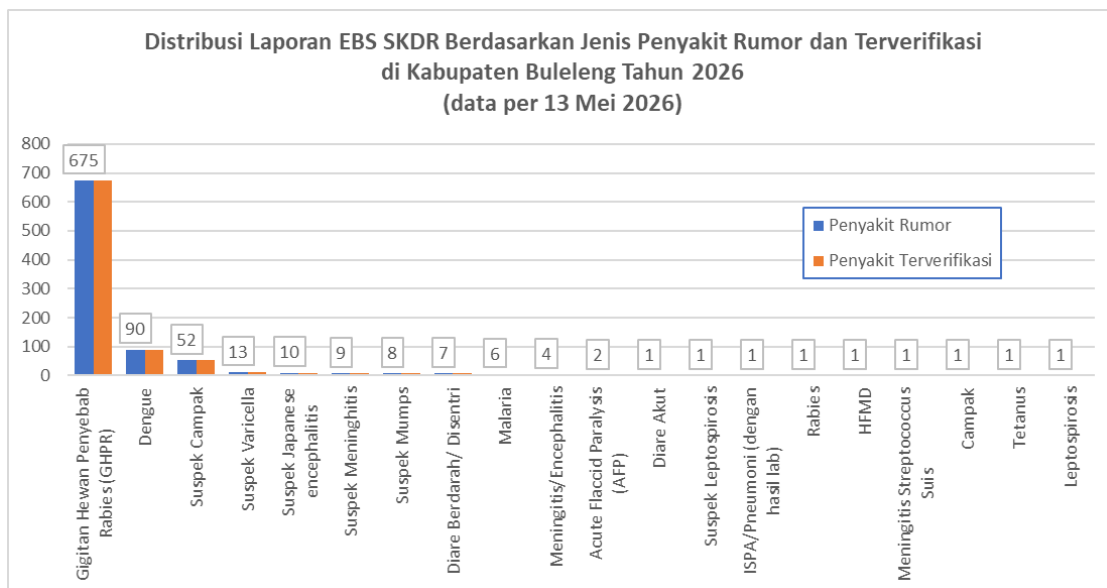 Distribusi Laporan EBS SKDR Berdasarkan Jenis Penyakit Rumor dan Terverifikasi
di Kabupaten Buleleng Tahun 2026
(data per 13 Mei 2026)
800
700
600
500
400
300
200
100
0
675
90
52
13
10
9
8
7
6
4
2
1
1
1
1
1
1
1
1
1
Penyakit Rumor
Penyakit Terverifikasi
Gigitan Hewan Penyebab
Rabies (GHPR)
Dengue
Suspek Campak
Suspek Varicella
Suspek Japanese
encephalitis
Suspek Meninghitis
Suspek Mumps
Diare Berdarah/ Disentri
Malaria
Meningitis/Encephalitis
Acute Flaccid Paralysis
(AFP)
Diare Akut
Suspek Leptospirosis
ISPA/Pneumoni (dengan
hasil lab)
Rabies
HFMD
Meningitis Streptococcus
Suis
Campak
Tetanus
Leptospirosis